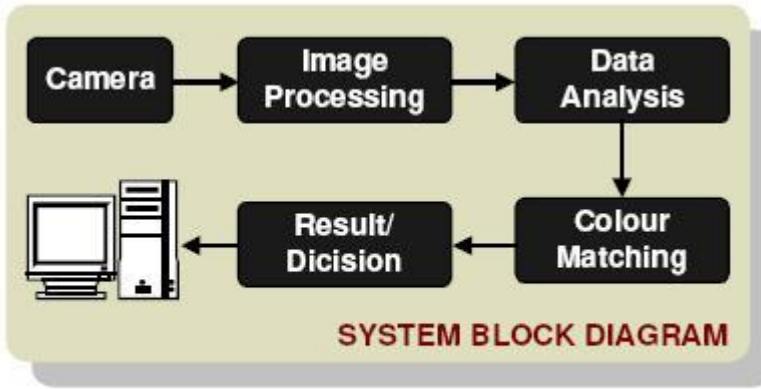 Camera
Image
Processing
Data
Analysis
Colour
Matching
Result/
Dicision
SYSTEM BLOCK DIAGRAM